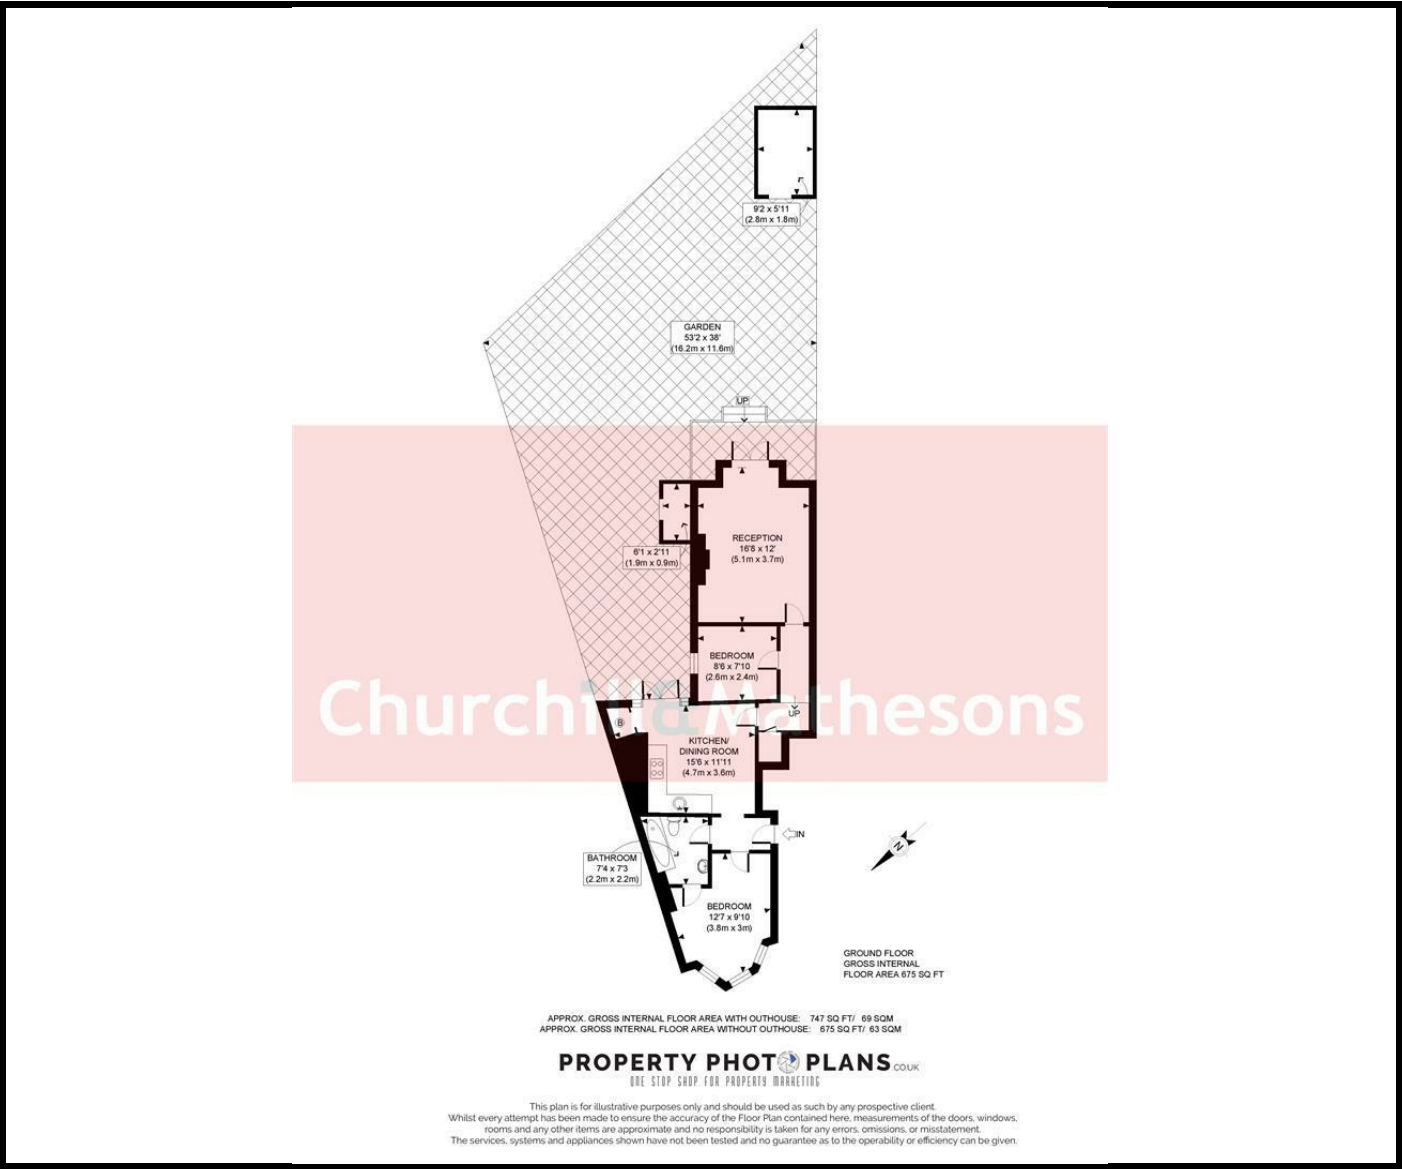 9'2 x 5'11
(2.8m x 1.8m)
GARDEN
53'2 x 38'
(16.2m x 11.6m)
UP
RECEPTION
16'8 x 12'
(5.1m x 3.7m)
6'1 x 2'11
(1.9m x 0.9m)
BEDROOM
8'6 x 7'10
(2.6m x 2.4m)
UP
Churchill & Mathesons
B
KITCHEN/
DINING ROOM
15'6 x 11'11
(4.7m x 3.6m)
IN
N
BATHROOM
7'4 x 7'3
(2.2m x 2.2m)
BEDROOM
12'7 x 9'10
(3.8m x 3m)
GROUND FLOOR
GROSS INTERNAL
FLOOR AREA 675 SQ FT
APPROX. GROSS INTERNAL FLOOR AREA WITH OUTHOUSE: 747 SQ FT/ 69 SQM
APPROX. GROSS INTERNAL FLOOR AREA WITHOUT OUTHOUSE: 675 SQ FT/ 63 SQM
PROPERTY PHOTO PLANS.CO.UK
ONE STOP SHOP FOR PROPERTY MARKETING
This plan is for illustrative purposes only and should be used as such by any prospective client.
Whilst every attempt has been made to ensure the accuracy of the Floor Plan contained here, measurements of the doors, windows,
rooms and any other items are approximate and no responsibility is taken for any errors, omissions, or misstatement.
The services, systems and appliances shown have not been tested and no guarantee as to the operability or efficiency can be given.